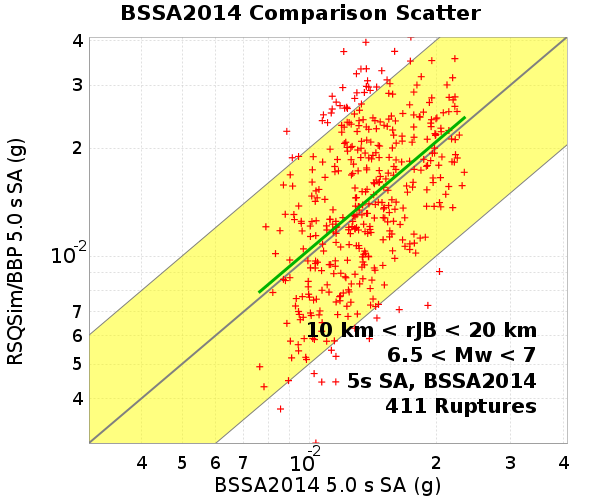 BSSA2014 Comparison Scatter
4
3
2
10-2
7
6
5
4
RSQSim/BBP 5.0 s SA (g)
10 km < rJB < 20 km
6.5 < Mw < 7
5s SA, BSSA2014
411 Ruptures
4 5 6 7 10-2 2 3 4
BSSA2014 5.0 s SA (g)